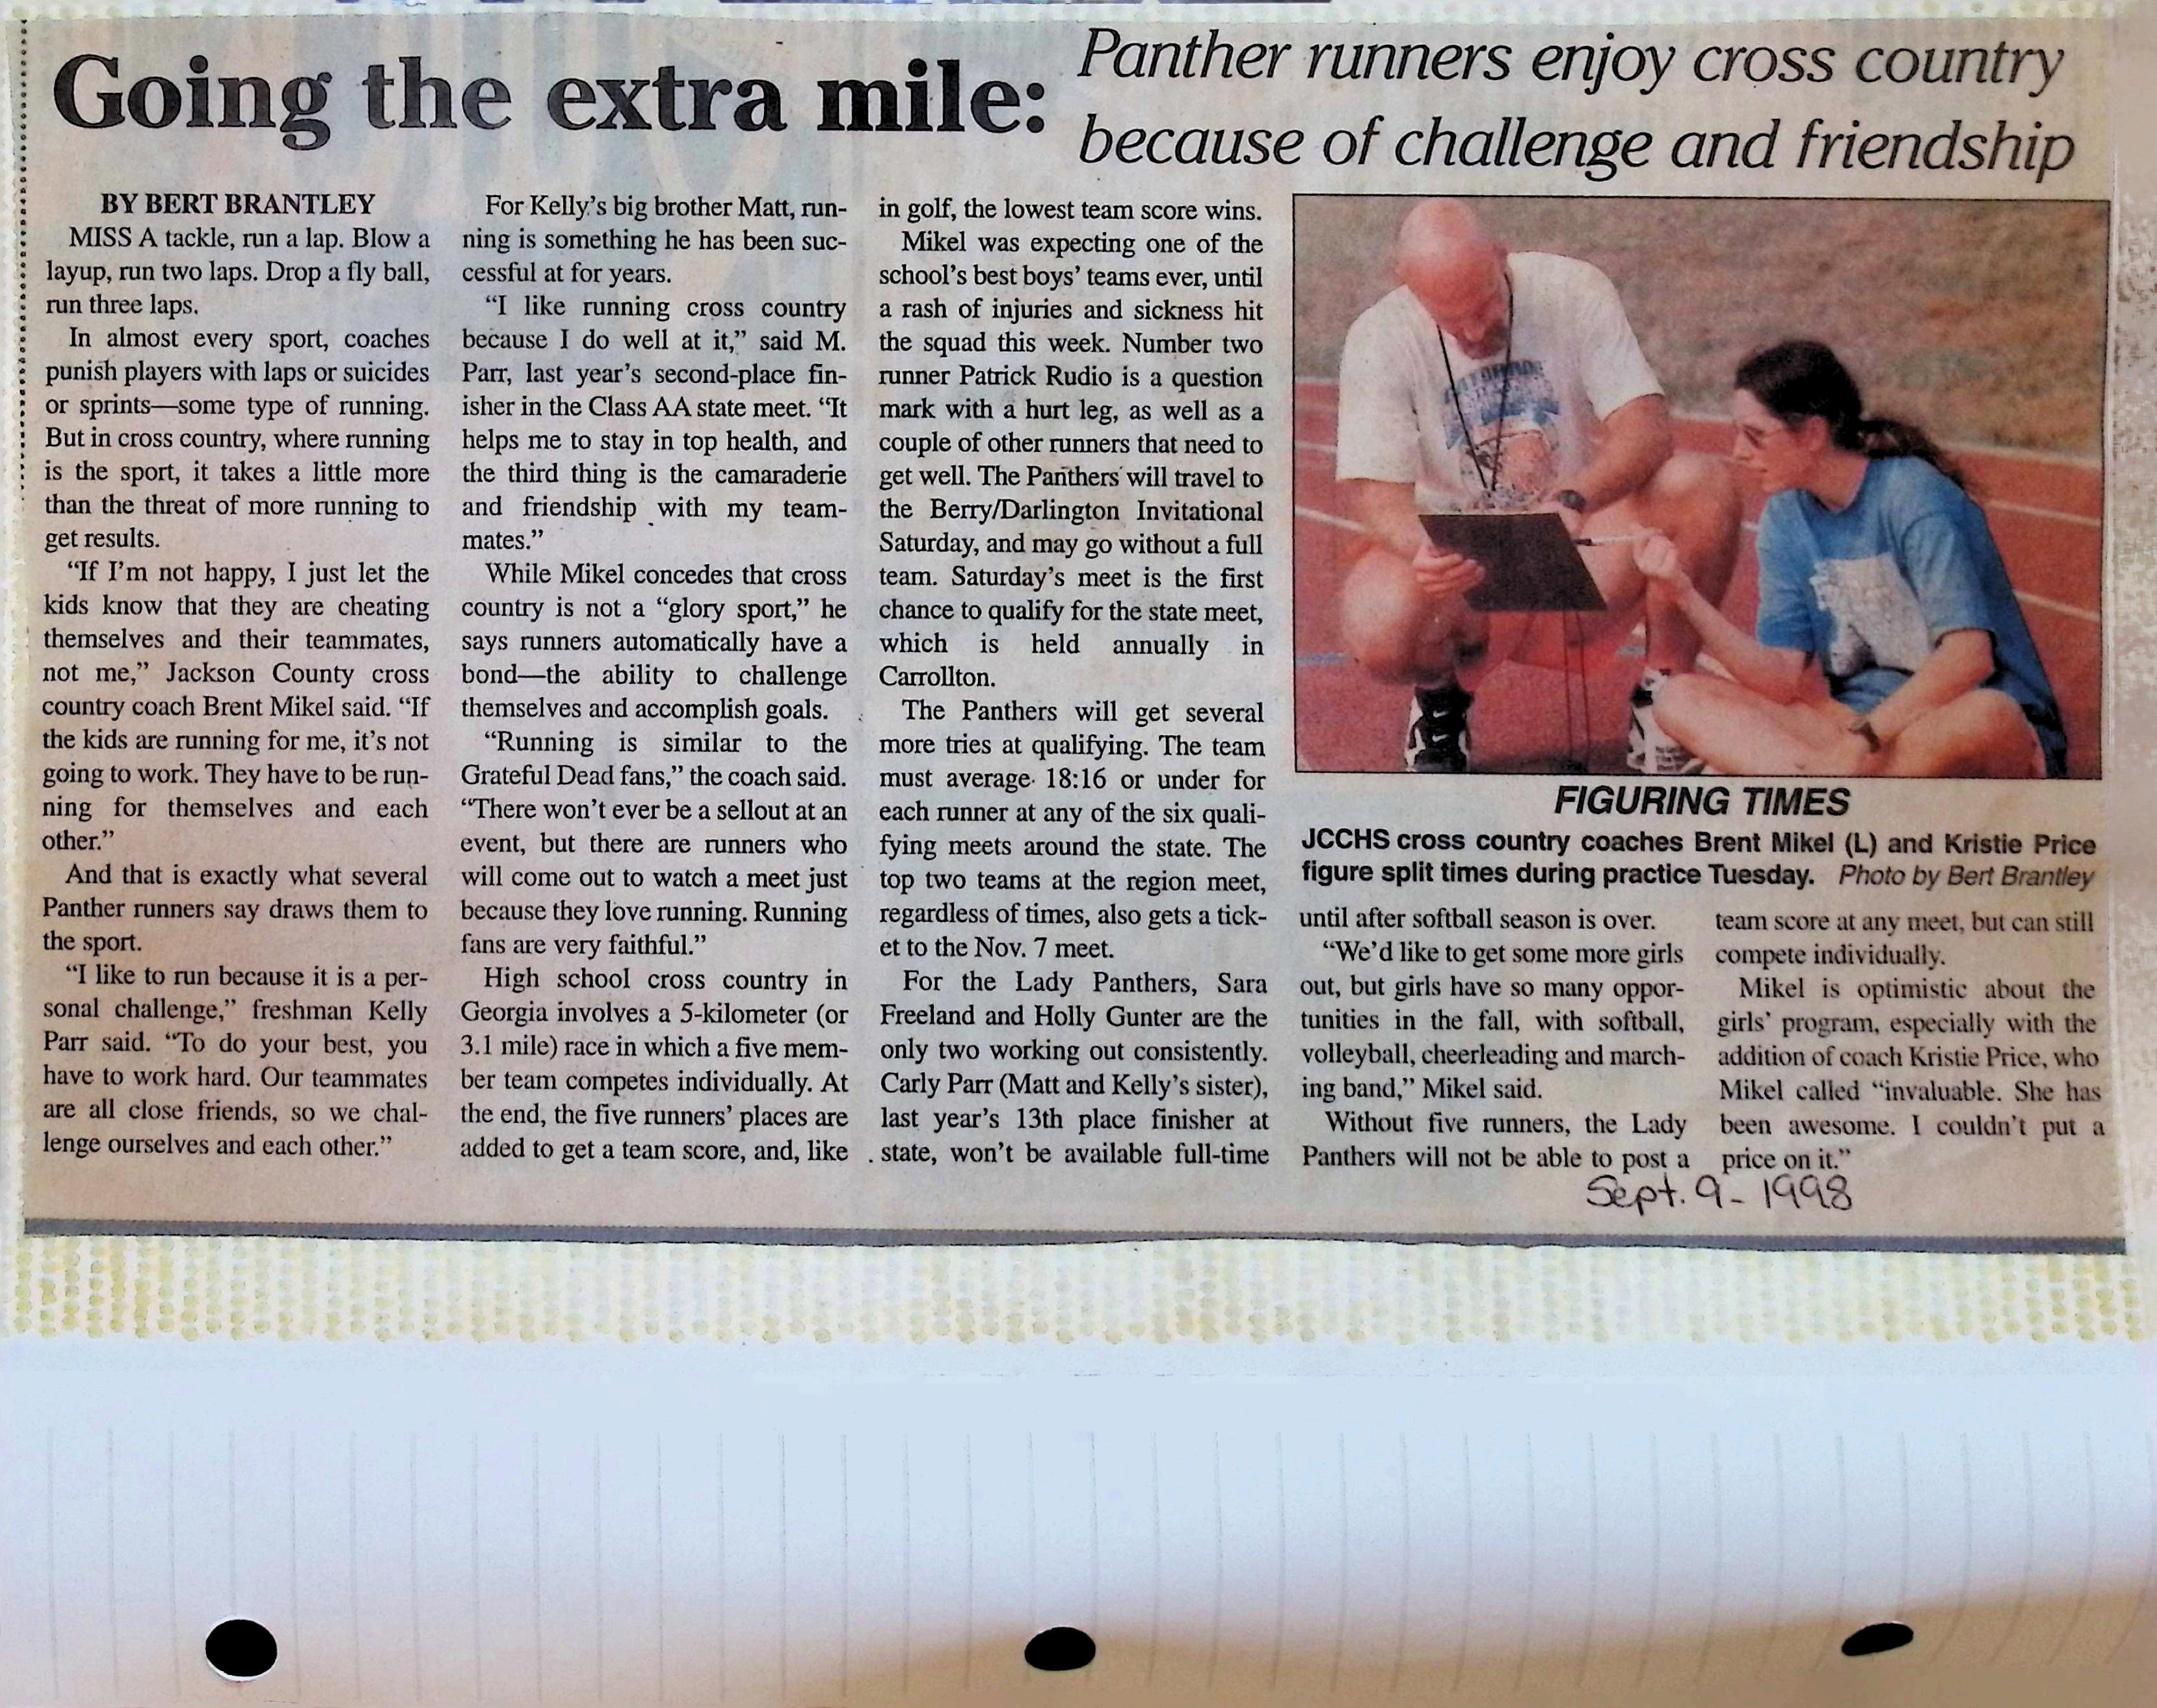 Going the extra mile:
Panther runners enjoy cross country
because of challenge and friendship
BY BERT BRANTLEY
MISS A tackle, run a lap. Blow a
layup, run two laps. Drop a fly ball,
run three laps.
In almost every sport, coaches
punish players with laps or suicides
or sprints—some type of running.
But in cross country, where running
is the sport, it takes a little more
than the threat of more running to
get results.
“If I’m not happy, I just let the
kids know that they are cheating
themselves and their teammates,
not me,” Jackson County cross
country coach Brent Mikel said. “If
the kids are running for me, it’s not
going to work. They have to be run-
ning for themselves and each
other.”
And that is exactly what several
Panther runners say draws them to
the sport.
“I like to run because it is a per-
sonal challenge,” freshman Kelly
Parr said. “To do your best, you
have to work hard. Our teammates
are all close friends, so we chal-
lenge ourselves and each other.”
For Kelly’s big brother Matt, run-
ning is something he has been suc-
cessful at for years.
“I like running cross country
because I do well at it,” said M.
Parr, last year’s second-place fin-
isher in the Class AA state meet. “It
helps me to stay in top health, and
the third thing is the camaraderie
and friendship with my team-
mates.”
While Mikel concedes that cross
country is not a “glory sport,” he
says runners automatically have a
bond—the ability to challenge
themselves and accomplish goals.
“Running is similar to the
Grateful Dead fans,” the coach said.
“There won’t ever be a sellout at an
event, but there are runners who
will come out to watch a meet just
because they love running. Running
fans are very faithful.”
High school cross country in
Georgia involves a 5-kilometer (or
3.1 mile) race in which a five mem-
ber team competes individually. At
the end, the five runners’ places are
added to get a team score, and, like
in golf, the lowest team score wins.
Mikel was expecting one of the
school’s best boys’ teams ever, until
a rash of injuries and sickness hit
the squad this week. Number two
runner Patrick Rudio is a question
mark with a hurt leg, as well as a
couple of other runners that need to
get well. The Panthers will travel to
the Berry/Darlington Invitational
Saturday, and may go without a full
team. Saturday’s meet is the first
chance to qualify for the state meet,
which is held annually in
Carrollton.
The Panthers will get several
more tries at qualifying. The team
must average 18:16 or under for
each runner at any of the six quali-
fying meets around the state. The
top two teams at the region meet,
regardless of times, also gets a tick-
et to the Nov. 7 meet.
For the Lady Panthers, Sara
Freeland and Holly Gunter are the
only two working out consistently.
Carly Parr (Matt and Kelly’s sister),
last year’s 13th place finisher at
state, won’t be available full-time
FIGURING TIMES
JCCHS cross country coaches Brent Mikel (L) and Kristie Price
figure split times during practice Tuesday. Photo by Bert Brantley
until after softball season is over.
“We’d like to get some more girls
out, but girls have so many oppor-
tunities in the fall, with softball,
volleyball, cheerleading and march-
ing band,” Mikel said.
Without five runners, the Lady
Panthers will not be able to post a
team score at any meet, but can still
compete individually.
Mikel is optimistic about the
girls’ program, especially with the
addition of coach Kristie Price, who
Mikel called “invaluable. She has
been awesome. I couldn’t put a
price on it.”
Sept. 9-1998